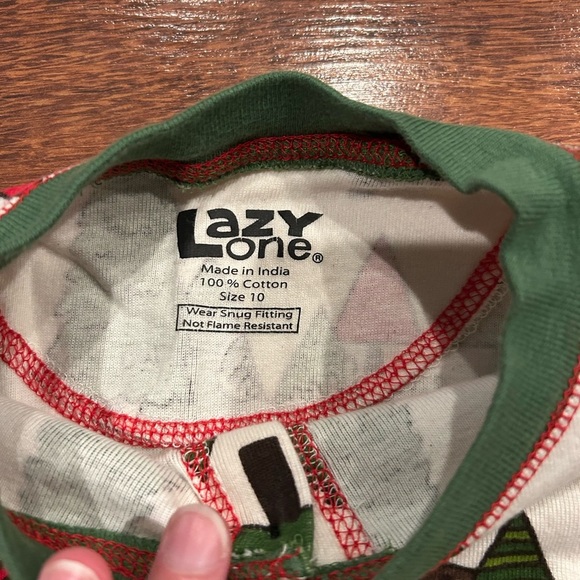 Lazy
one®
Made in India
100% Cotton
Size 10
Wear Snug Fitting
Not Flame Resistant